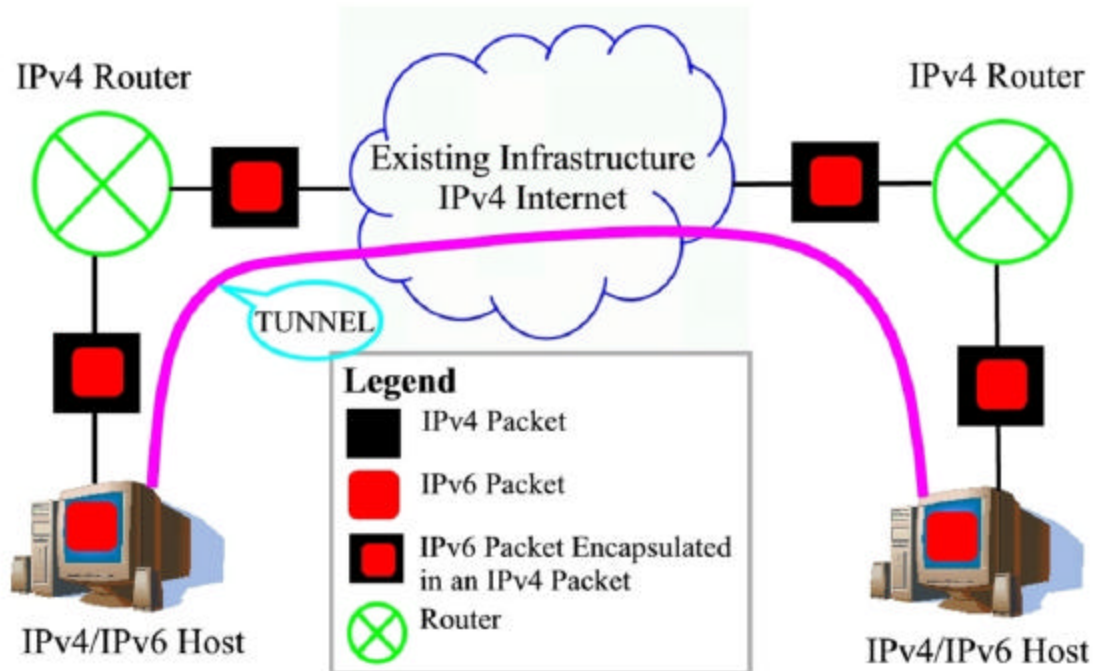 IPv4 Router
IPv4 Router
Existing Infrastructure
IPv4 Internet
TUNNEL
Legend
IPv4 Packet
IPv6 Packet
IPv6 Packet Encapsulated
in an IPv4 Packet
Router
IPv4/IPv6 Host
IPv4/IPv6 Host